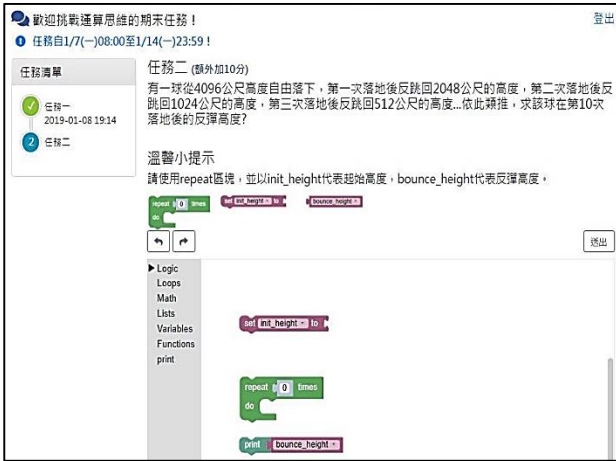 歡迎挑戰運算思維的期末任務！
登出
任務自1/7(一)08:00至1/14(一)23:59！
任務清單
任務一
2019-01-08 19:14
2 任務二
任務二 (額外加10分)
有一球從4096公尺高度自由落下，第一次落地後反跳回2048公尺的高度，第二次落地後反
跳回1024公尺的高度，第三次落地後反跳回512公尺的高度...依此類推，求該球在第10次
落地後的反彈高度?
溫馨小提示
請使用repeat區塊，並以init_height代表起始高度，bounce_height代表反彈高度。
repeat 0 times
do
set init_height to
bounce_height
送出
Logic
Loops
Math
Lists
Variables
Functions
print
set init_height to
repeat 0 times
do
print bounce_height